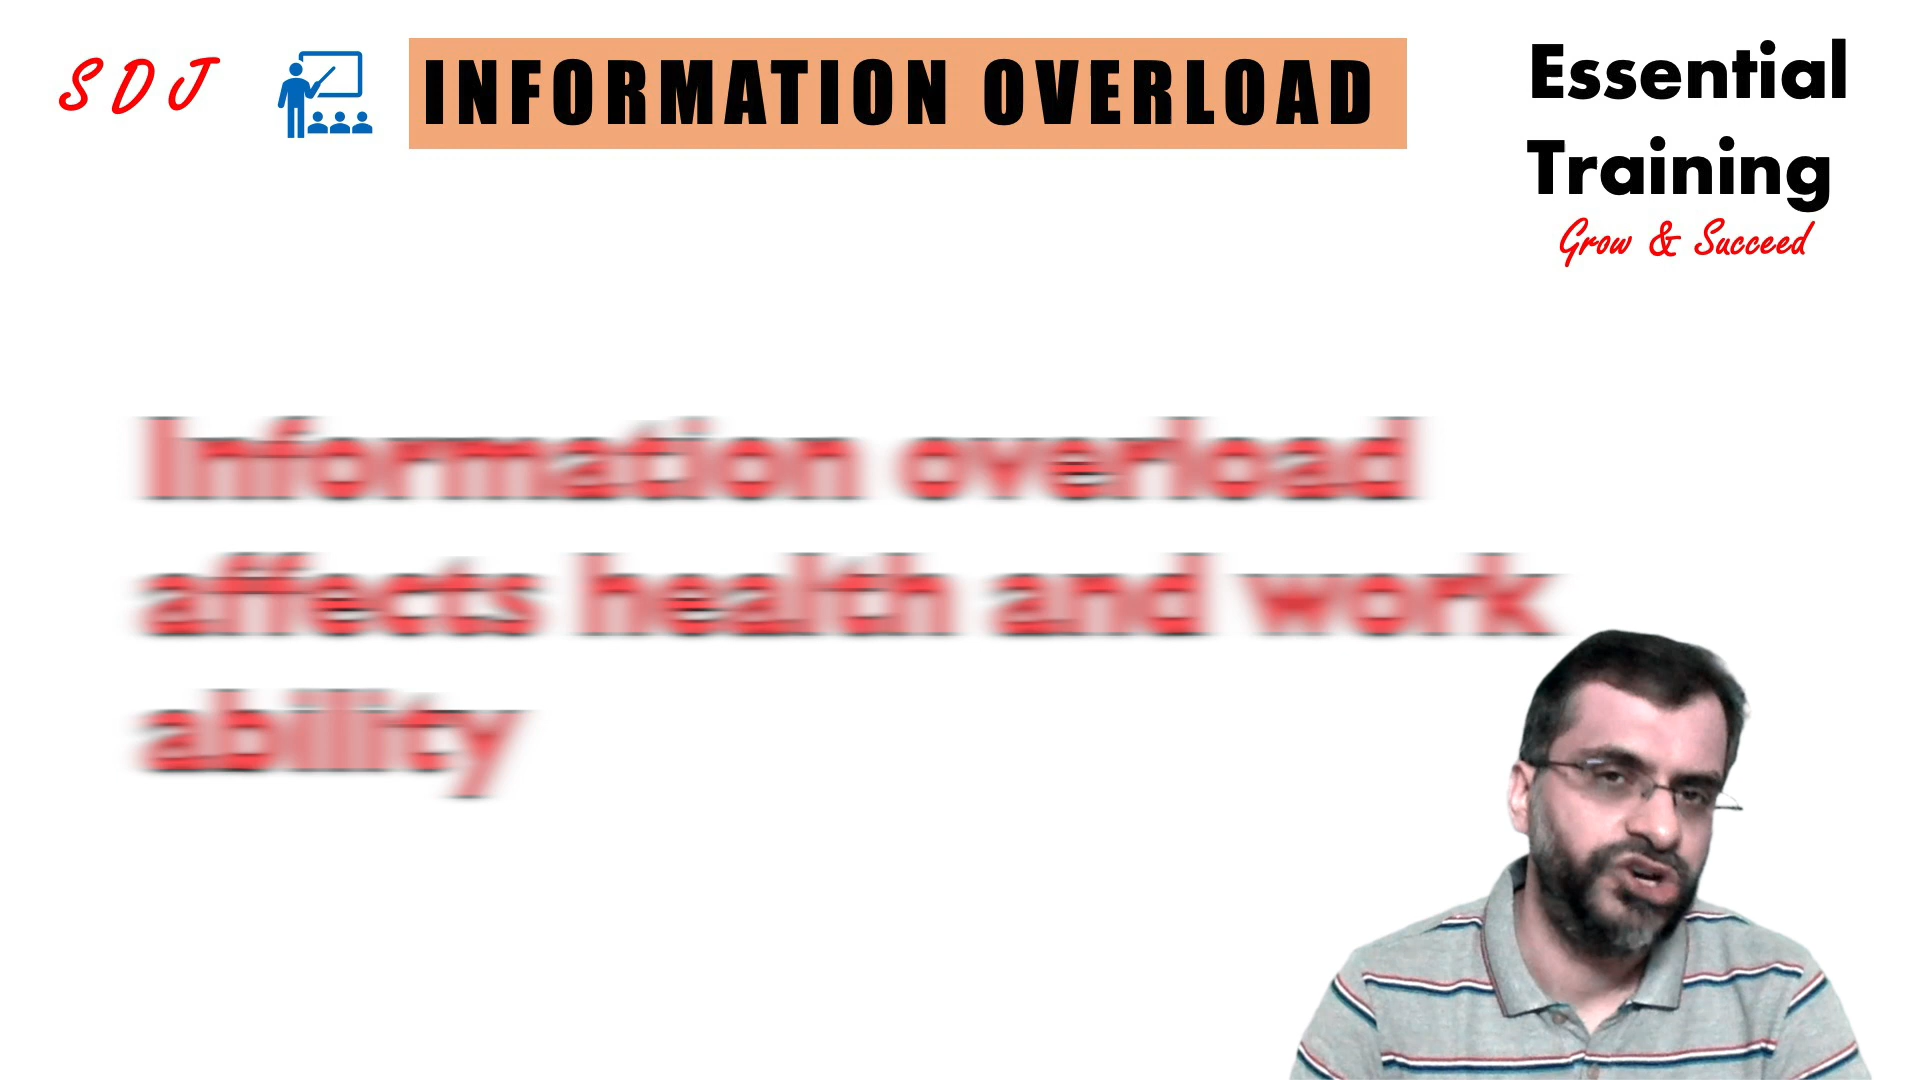 SDJ
INFORMATION OVERLOAD
Essential
Training
Grow & Succeed
Information overload
affects health and work
ability